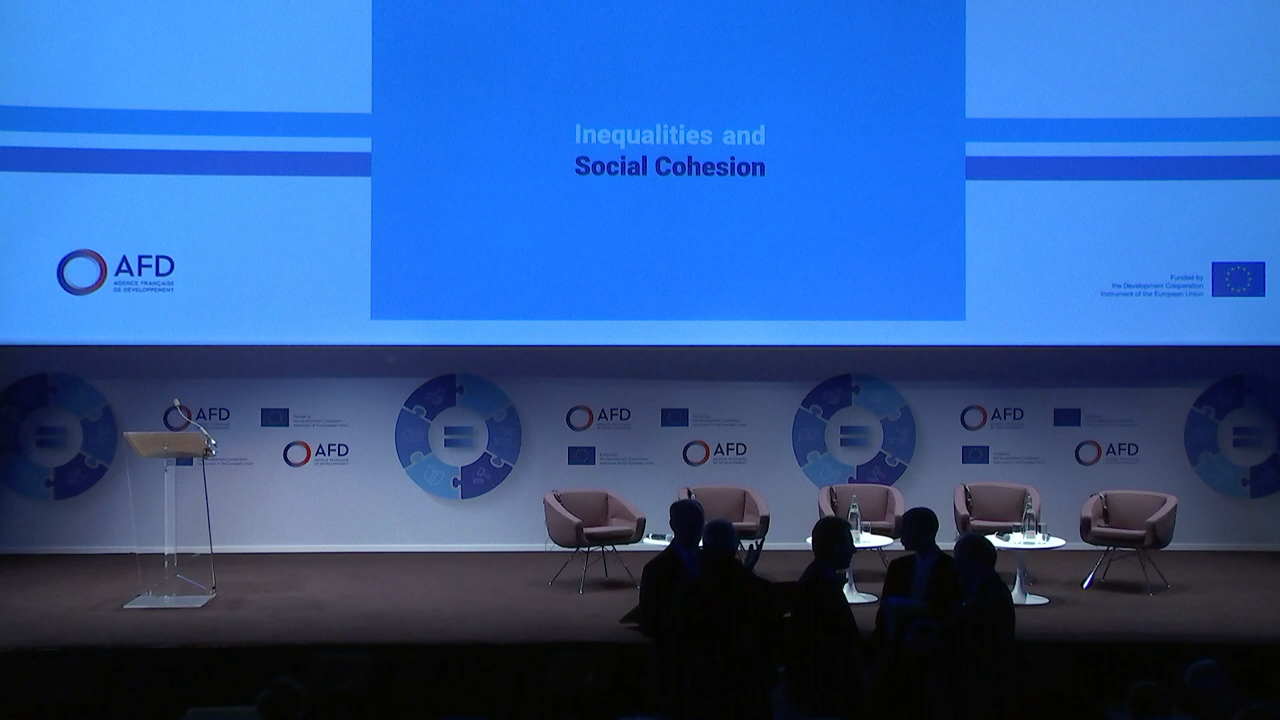 Inequalities and
Social Cohesion
AFD
AGENCE FRANÇAISE
DE DÉVELOPPEMENT
Funded by
the Development Cooperation
Instrument of the European Union
AFD
AFD
AFD
AFD
AFD
AFD